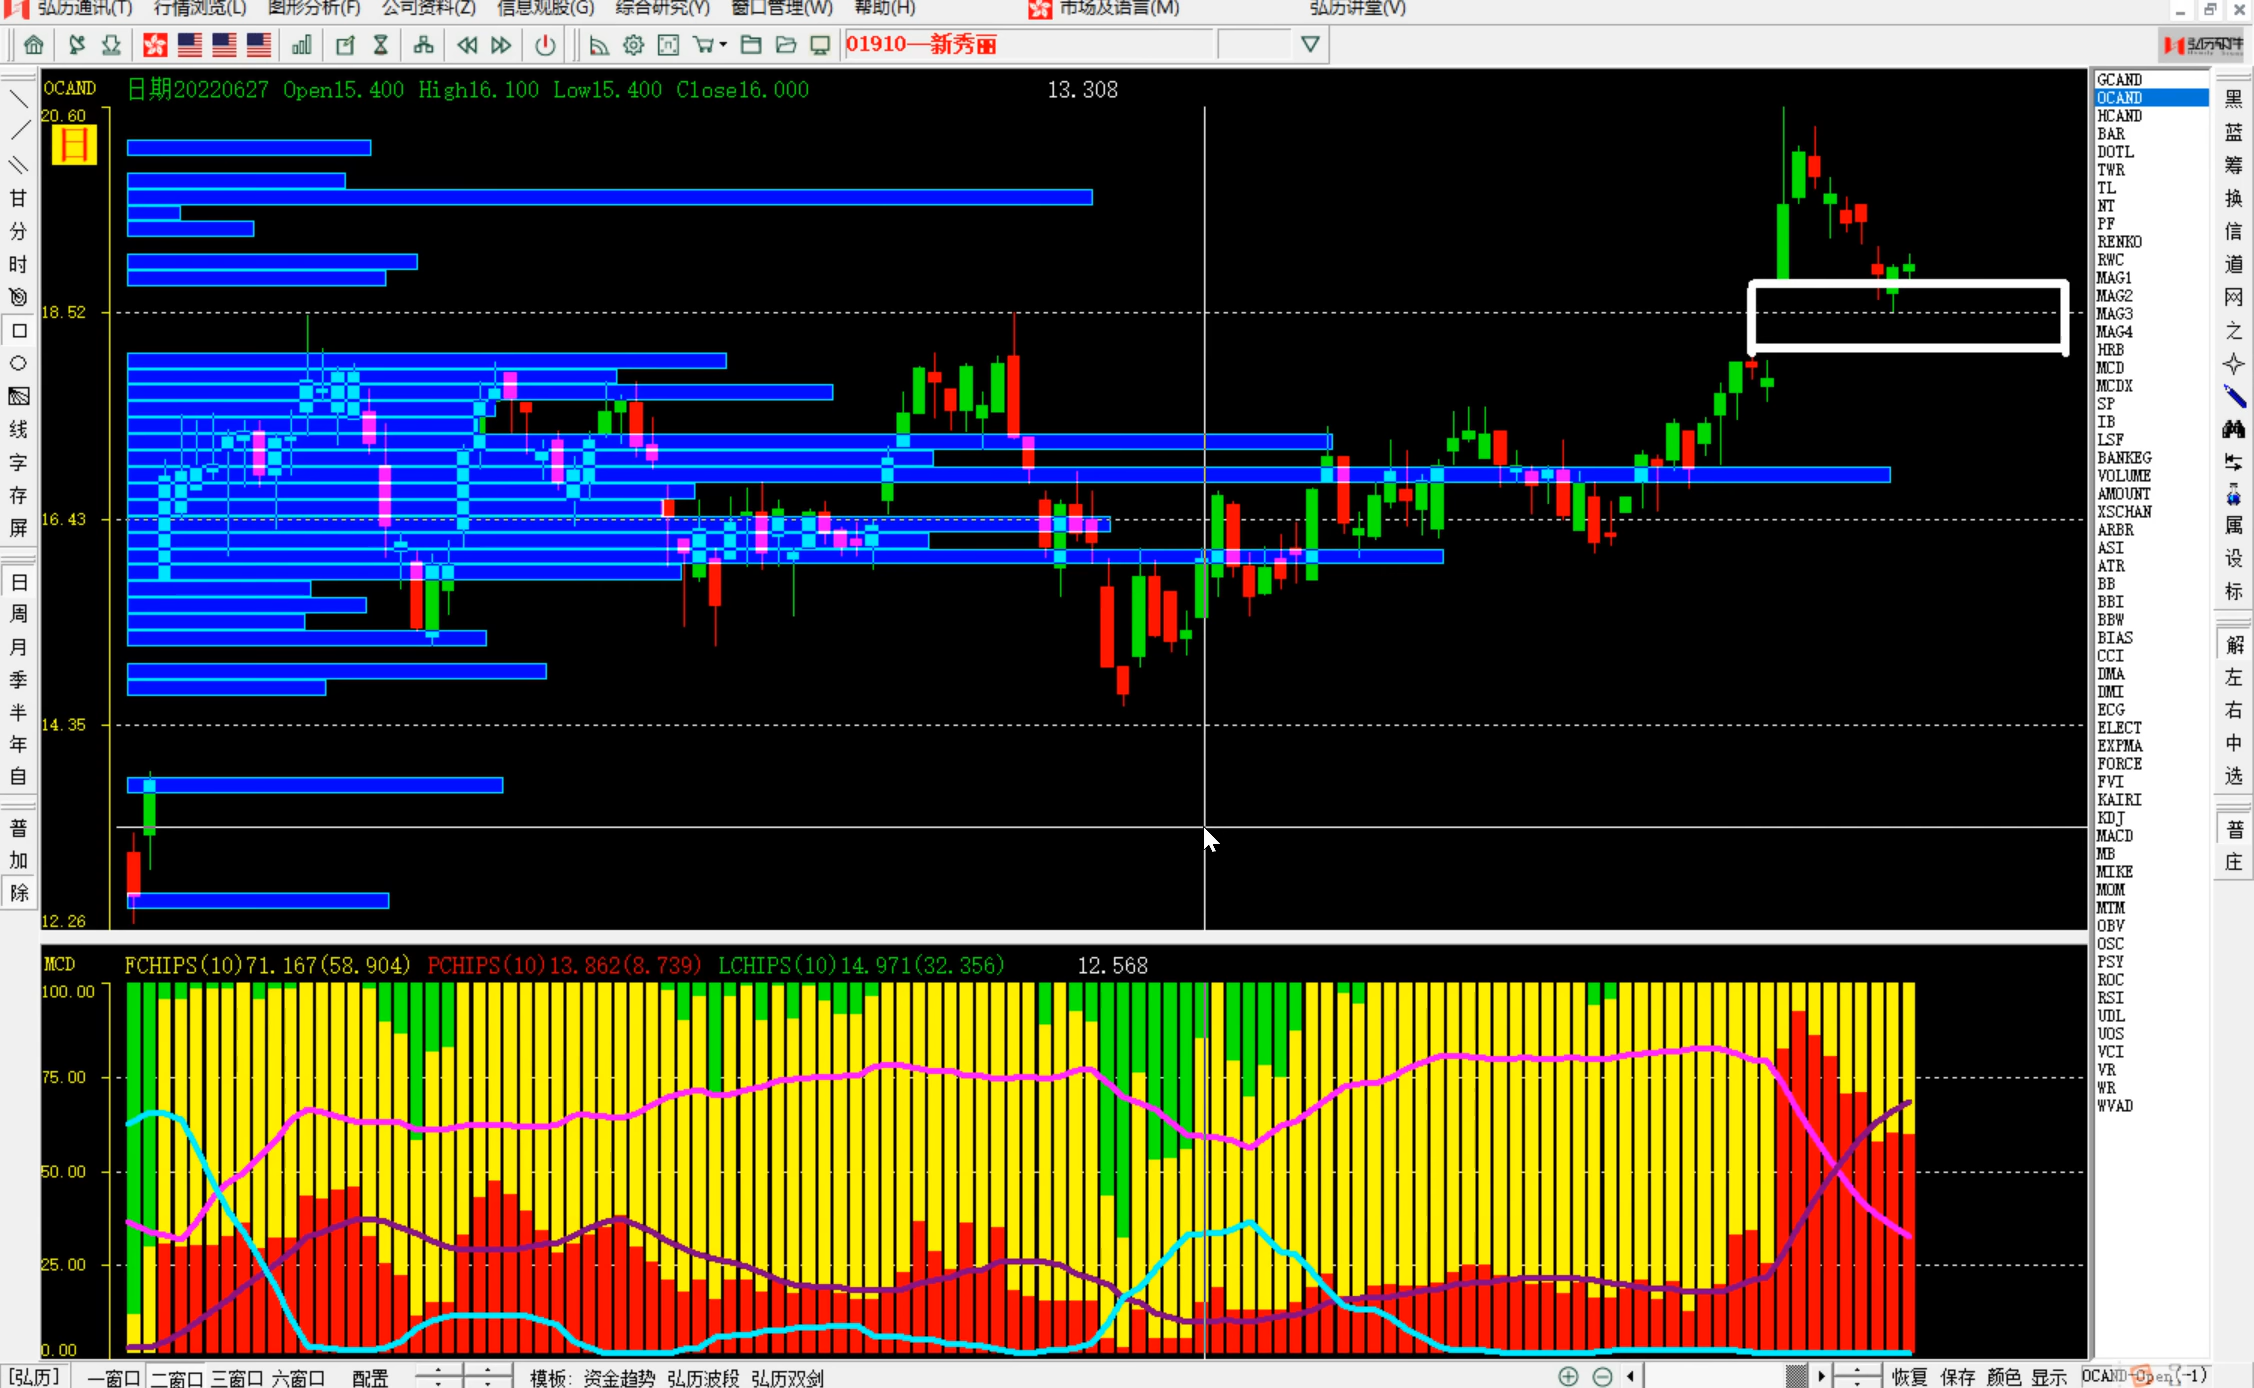 弘历通讯(T) 行情浏览(L) 图形分析(F) 公司资料(Z) 信息观股(G) 综合研究(Y) 窗口管理(W) 帮助(H) 市场及语言(M) 弘历讲堂(V)
01910—新秀丽
弘历软件
OCAND 日期20220627 Open15.400 High16.100 Low15.400 Close16.000 13.308
20.60
日
18.52
16.43
14.35
12.26
MCD FCHIPS(10)71.167(58.904) PCHIPS(10)13.862(8.739) LCHIPS(10)14.971(32.356) 12.568
100.00
75.00
50.00
25.00
0.00
甘
分
时
线
字
存
屏
日
周
月
季
半
年
自
普
加
除
GCAND
OCAND
HCAND
BAR
DOTL
TWR
TL
NT
PF
RENKO
RWC
MAG1
MAG2
MAG3
MAG4
HRB
MCD
MCDX
SP
IB
LSF
BANKEG
VOLUME
AMOUNT
XSCHAN
ARBR
ASI
ATR
BB
BBI
BBW
BIAS
CCI
DMA
DMI
ECG
ELECT
EXPMA
FORCE
FVI
KAIRI
KDJ
MACD
MB
MIKE
MOM
MTM
OBV
OSC
PSY
ROC
RSI
UDL
UOS
VCI
VR
WR
WVAD
黑
蓝
筹
换
信
道
网
之
属
设
标
解
左
右
中
选
普
庄
[弘历] 一窗口 二窗口 三窗口 六窗口 配置 模板: 资金趋势 弘历波段 弘历双剑 恢复 保存 颜色 显示 OCAND-Open(-1)